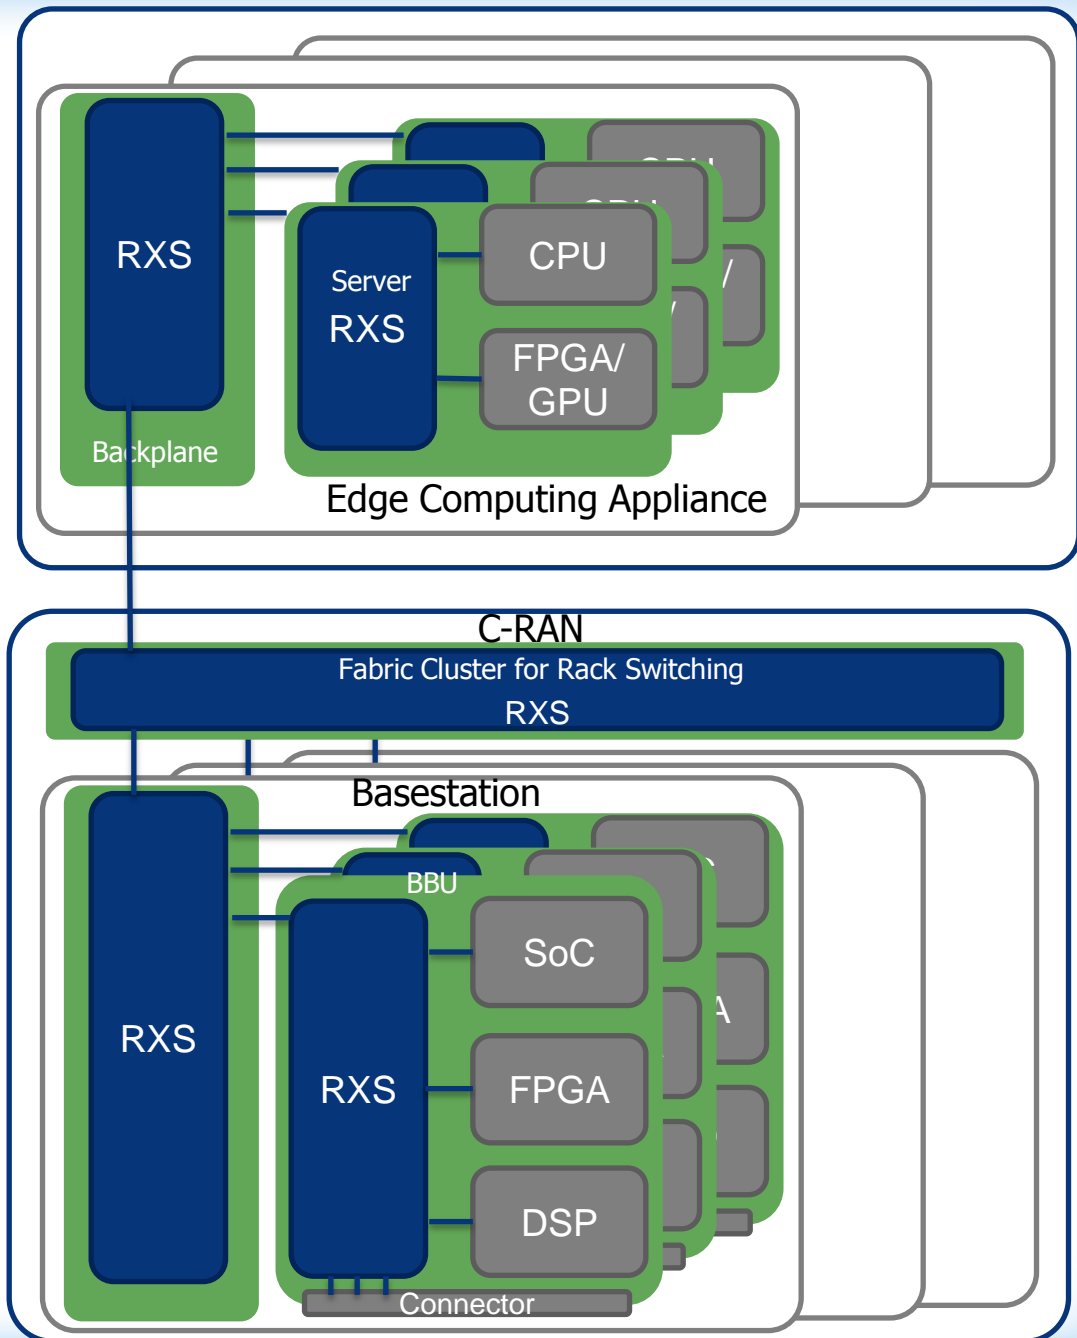 RXS
Backplane
Server
RXS
CPU
FPGA/
GPU
Edge Computing Appliance
C-RAN
Fabric Cluster for Rack Switching
RXS
Basestation
RXS
BBU
RXS
SoC
FPGA
DSP
Connector